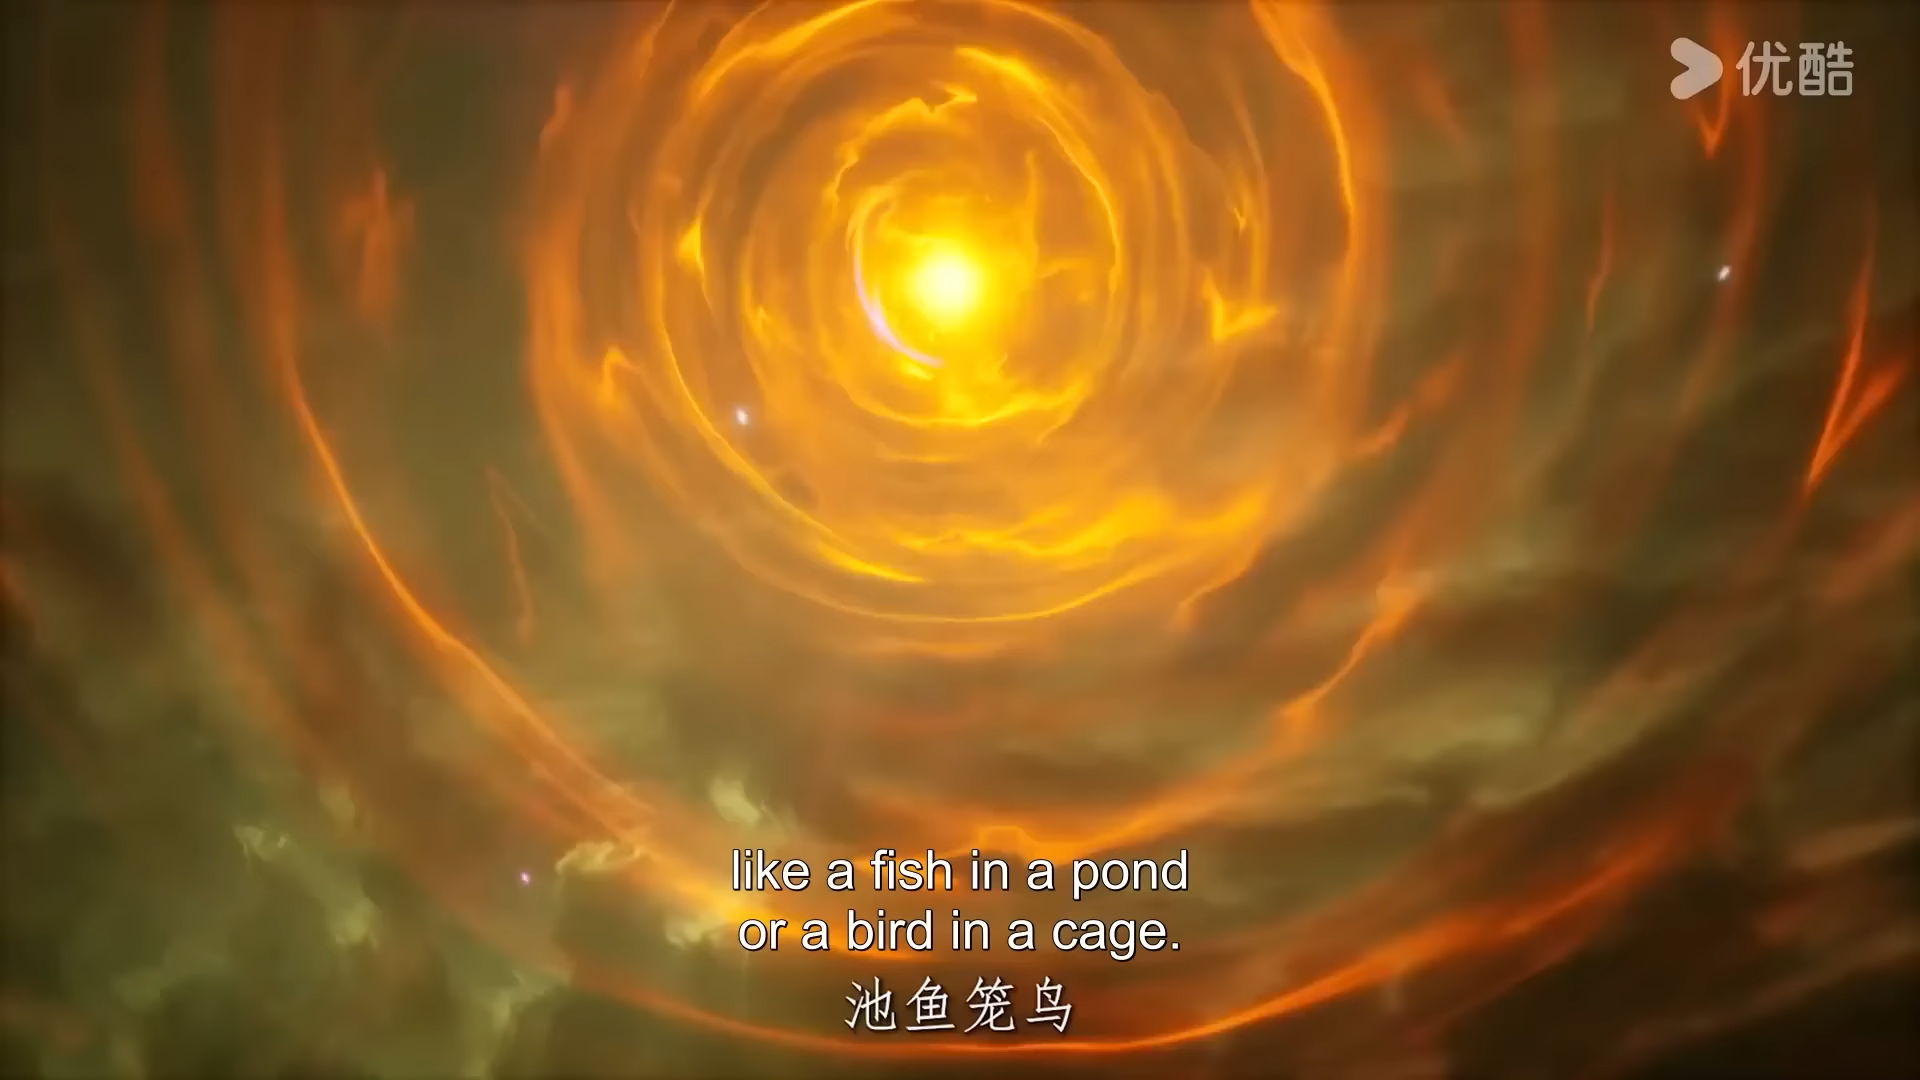 优酷
like a fish in a pond
or a bird in a cage.
池鱼笼鸟